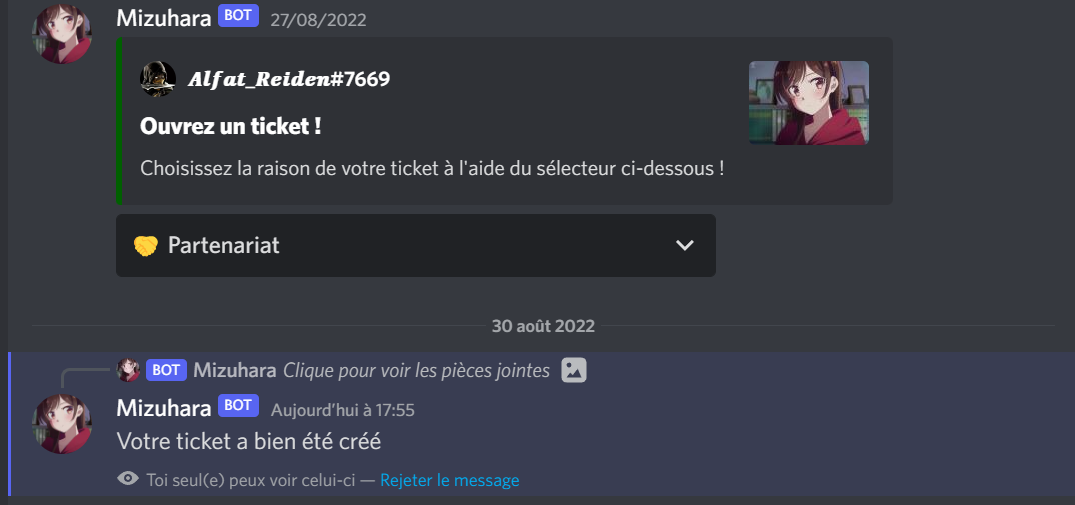 Mizuhara BOT 27/08/2022
Alfat_Reiden#7669
Ouvrez un ticket !
Choisissez la raison de votre ticket à l'aide du sélecteur ci-dessous !
Partenariat
30 août 2022
BOT Mizuhara Clique pour voir les pièces jointes
Mizuhara BOT Aujourd'hui à 17:55
Votre ticket a bien été créé
Toi seul(e) peux voir celui-ci — Rejeter le message